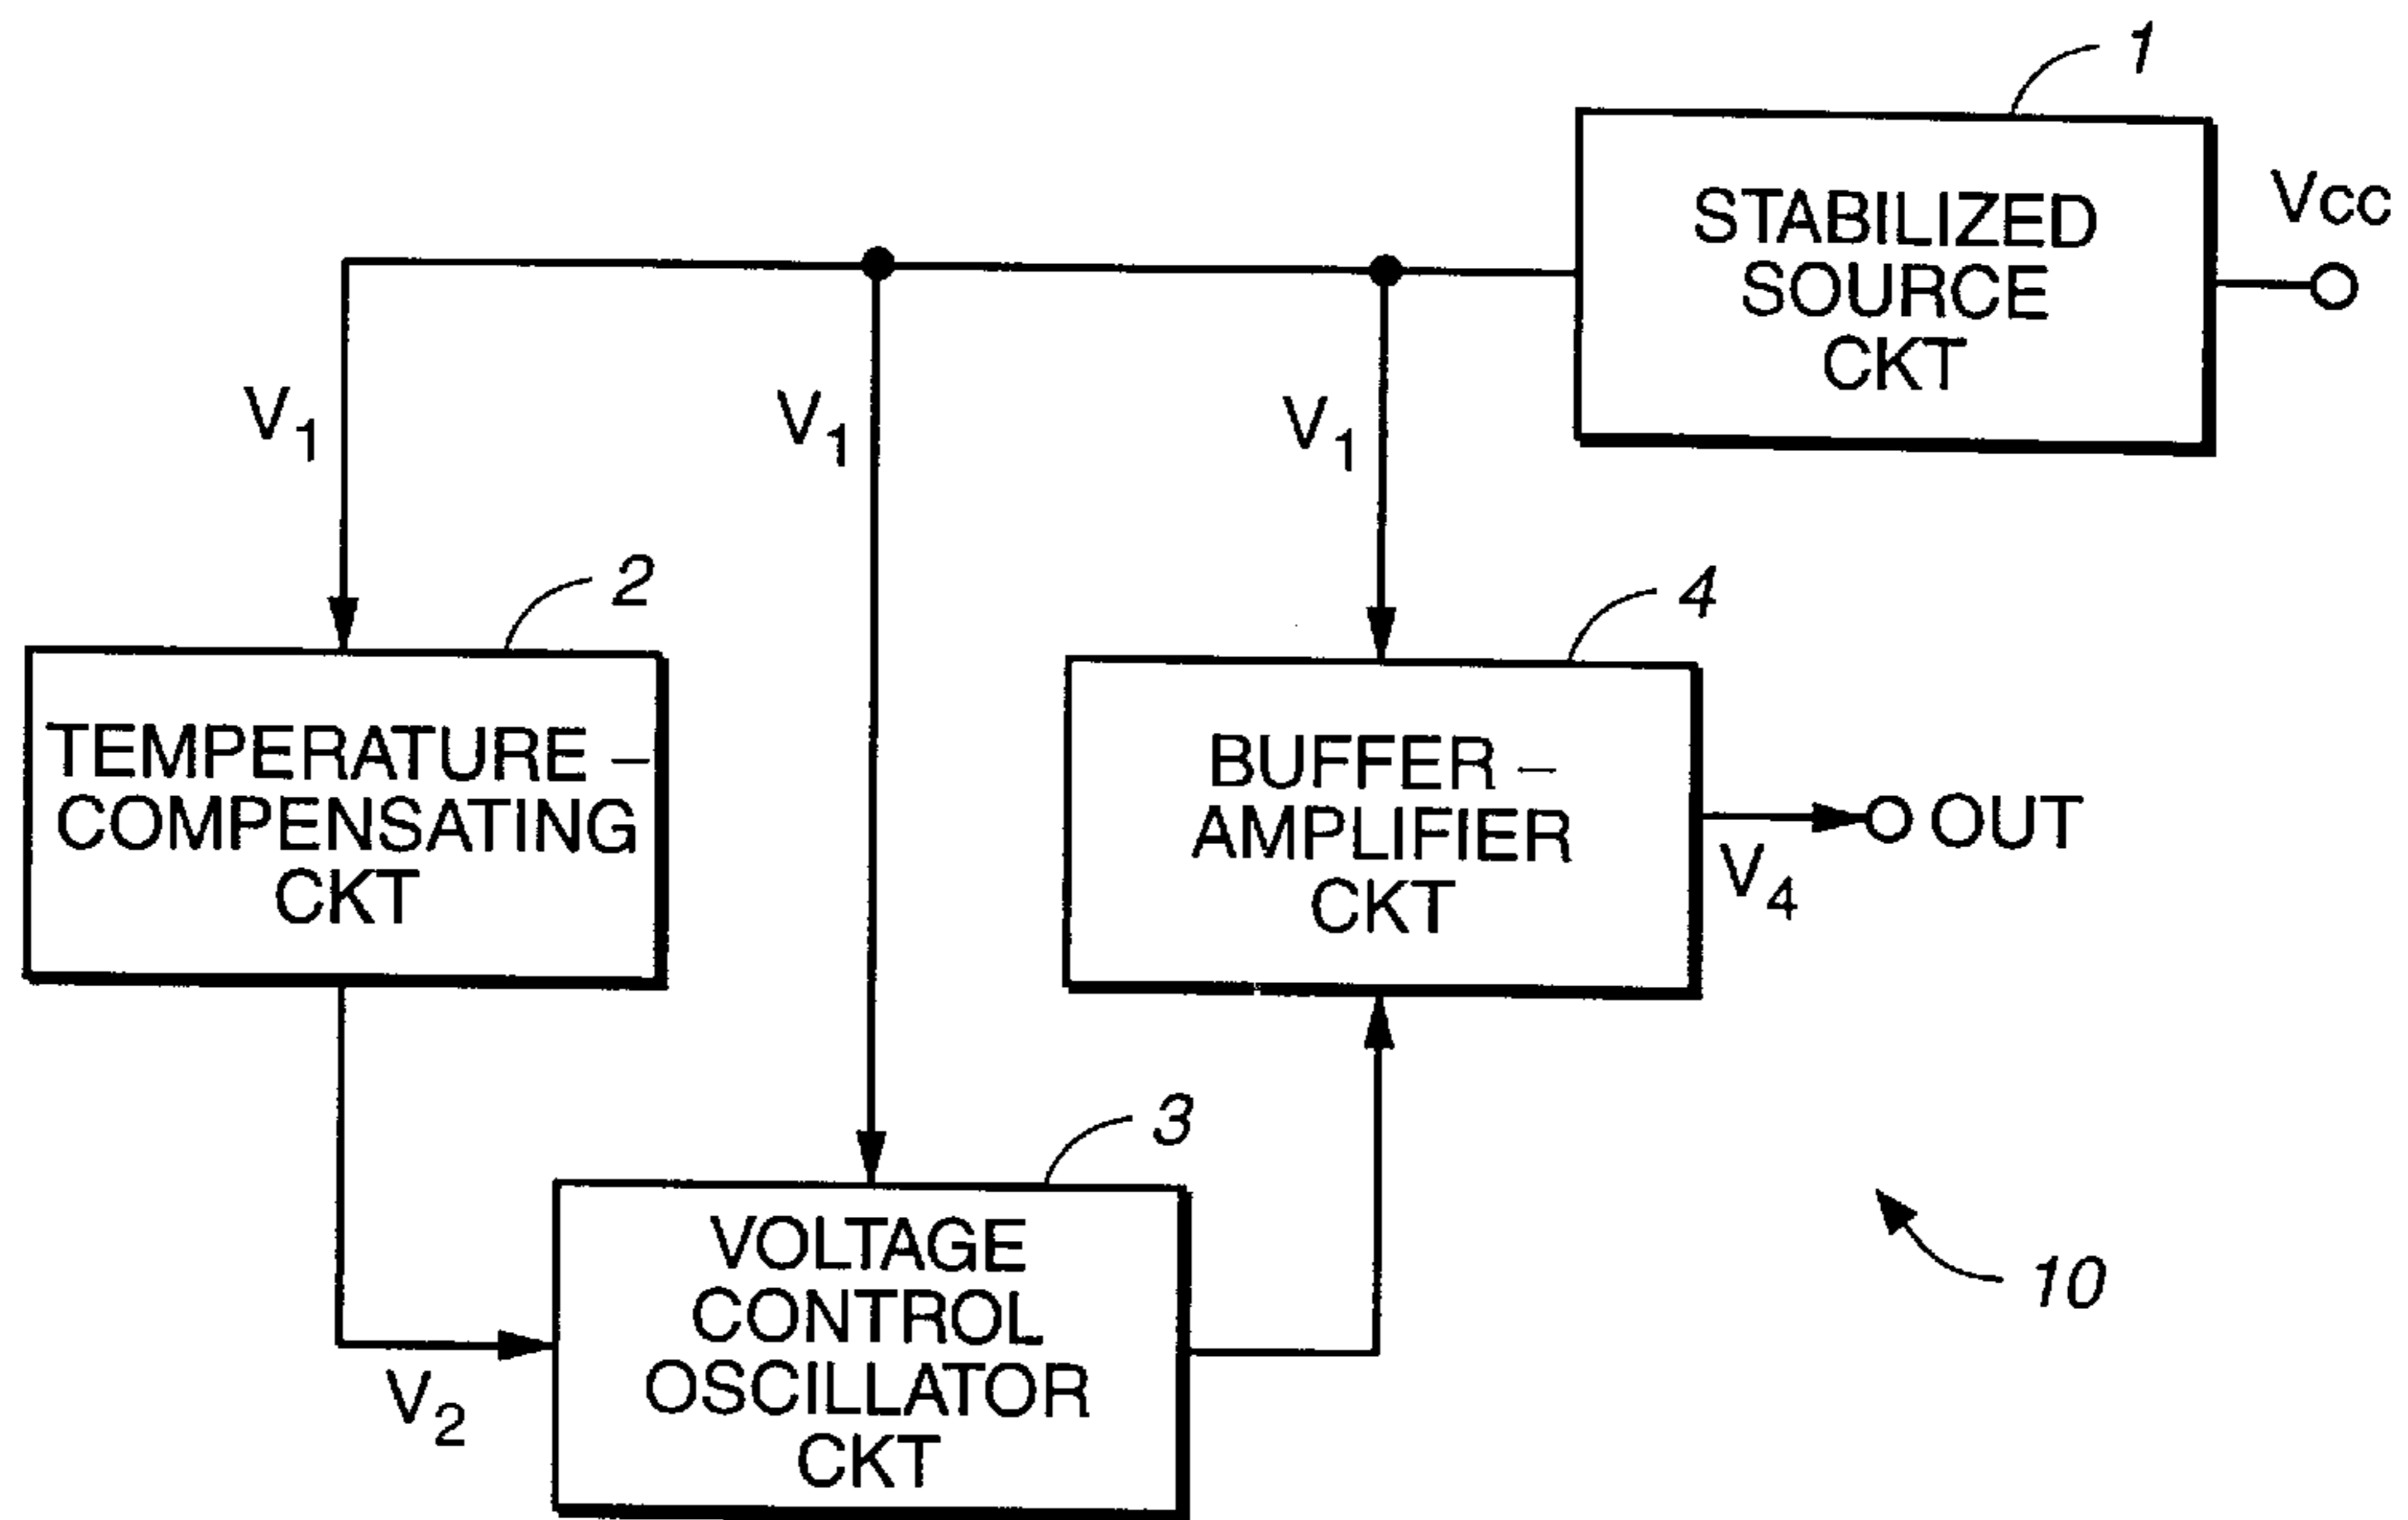 1
STABILIZED
SOURCE
CKT
Vcc
V1
V1
V1
2
TEMPERATURE –
COMPENSATING
CKT
4
BUFFER –
AMPLIFIER
CKT
OUT
V4
3
VOLTAGE
CONTROL
OSCILLATOR
CKT
V2
10